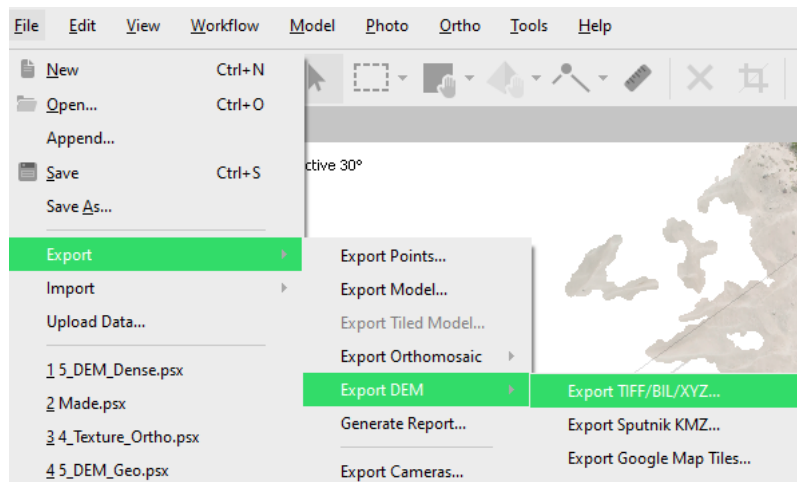 File Edit View Workflow Model Photo Ortho Tools Help
New Ctrl+N
Open... Ctrl+O
Append...
Save Ctrl+S
Save As...
Export
Import
Upload Data...
1 5_DEM_Dense.psx
2 Made.psx
3 4_Texture_Ortho.psx
4 5_DEM_Geo.psx
ctive 30°
Export Points...
Export Model...
Export Tiled Model...
Export Orthomosaic
Export DEM
Generate Report...
Export Cameras...
Export TIFF/BIL/XYZ...
Export Sputnik KMZ...
Export Google Map Tiles...